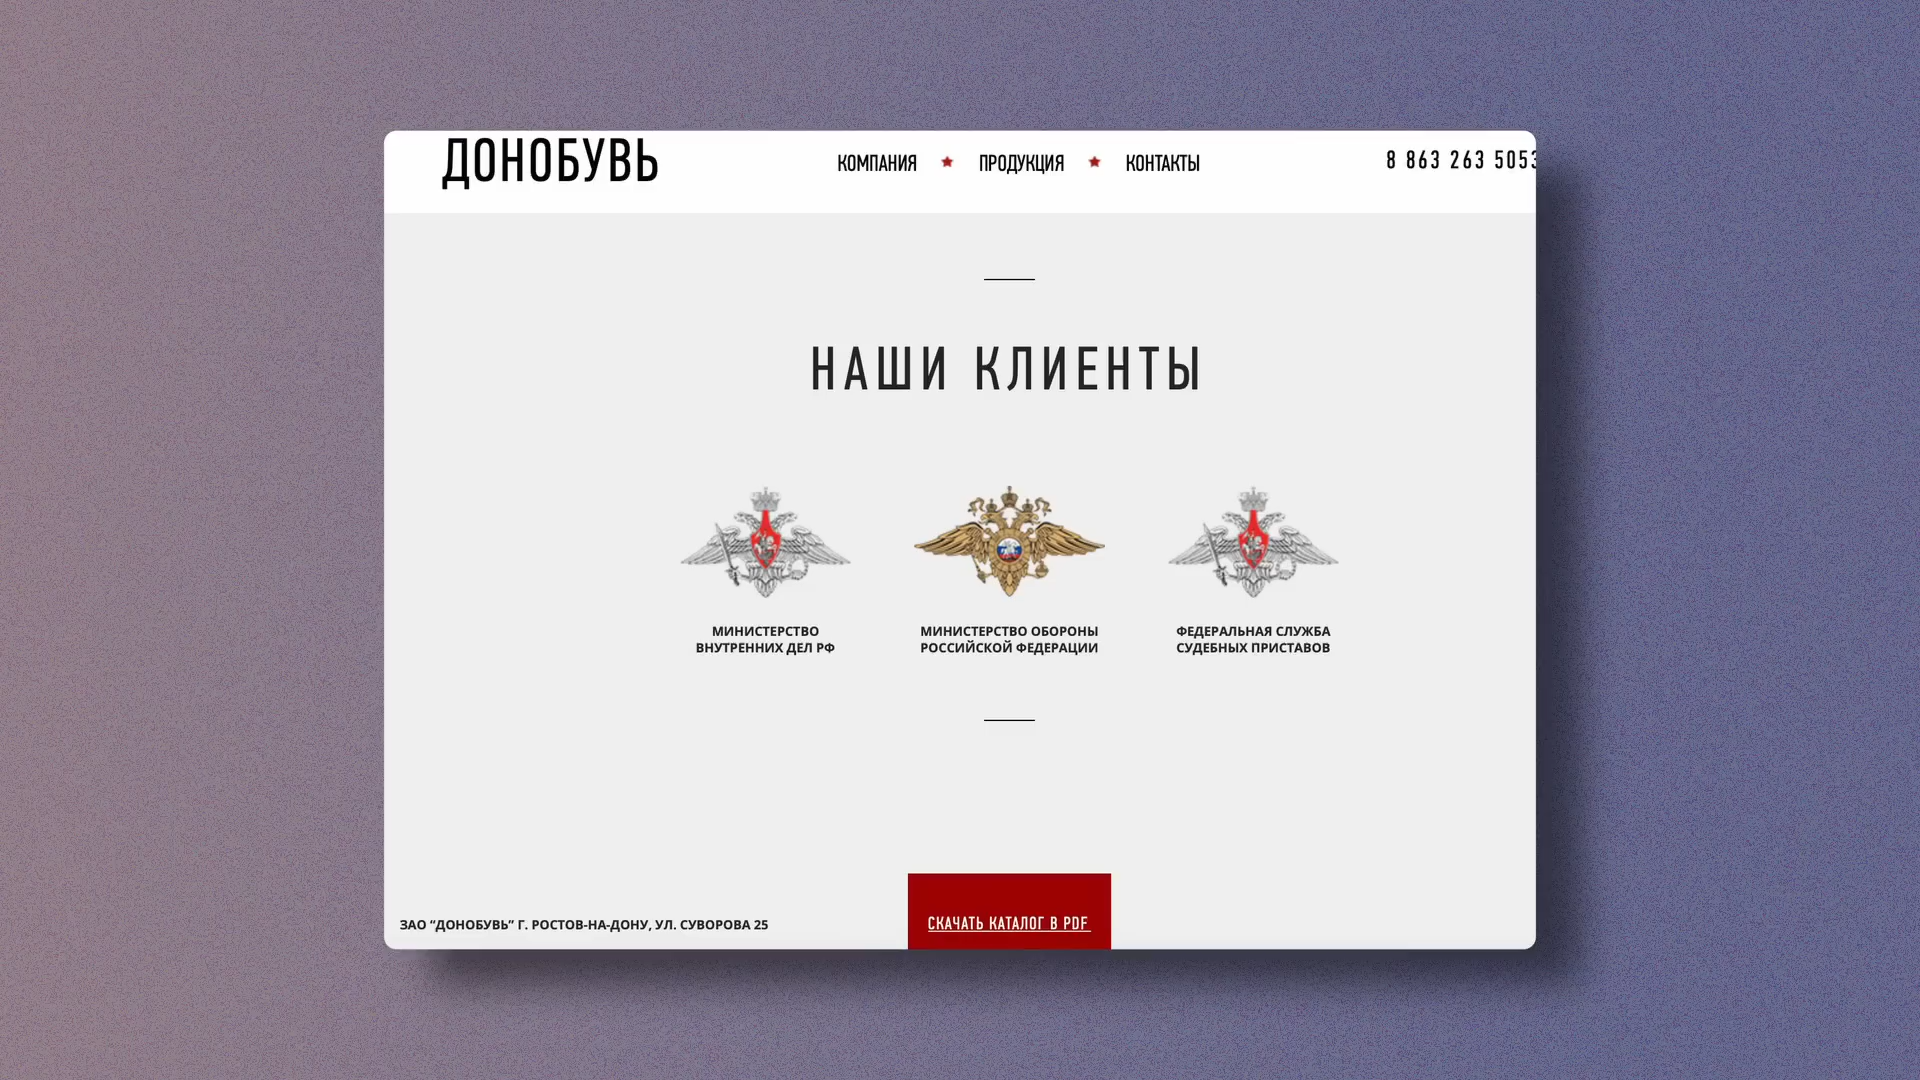 ДОНОБУВЬ
КОМПАНИЯ ПРОДУКЦИЯ КОНТАКТЫ
8 863 263 5053
НАШИ КЛИЕНТЫ
МИНИСТЕРСТВО
ВНУТРЕННИХ ДЕЛ РФ
МИНИСТЕРСТВО ОБОРОНЫ
РОССИЙСКОЙ ФЕДЕРАЦИИ
ФЕДЕРАЛЬНАЯ СЛУЖБА
СУДЕБНЫХ ПРИСТАВОВ
ЗАО “ДОНОБУВЬ” Г. РОСТОВ-НА-ДОНУ, УЛ. СУВОРОВА 25
СКАЧАТЬ КАТАЛОГ В PDF